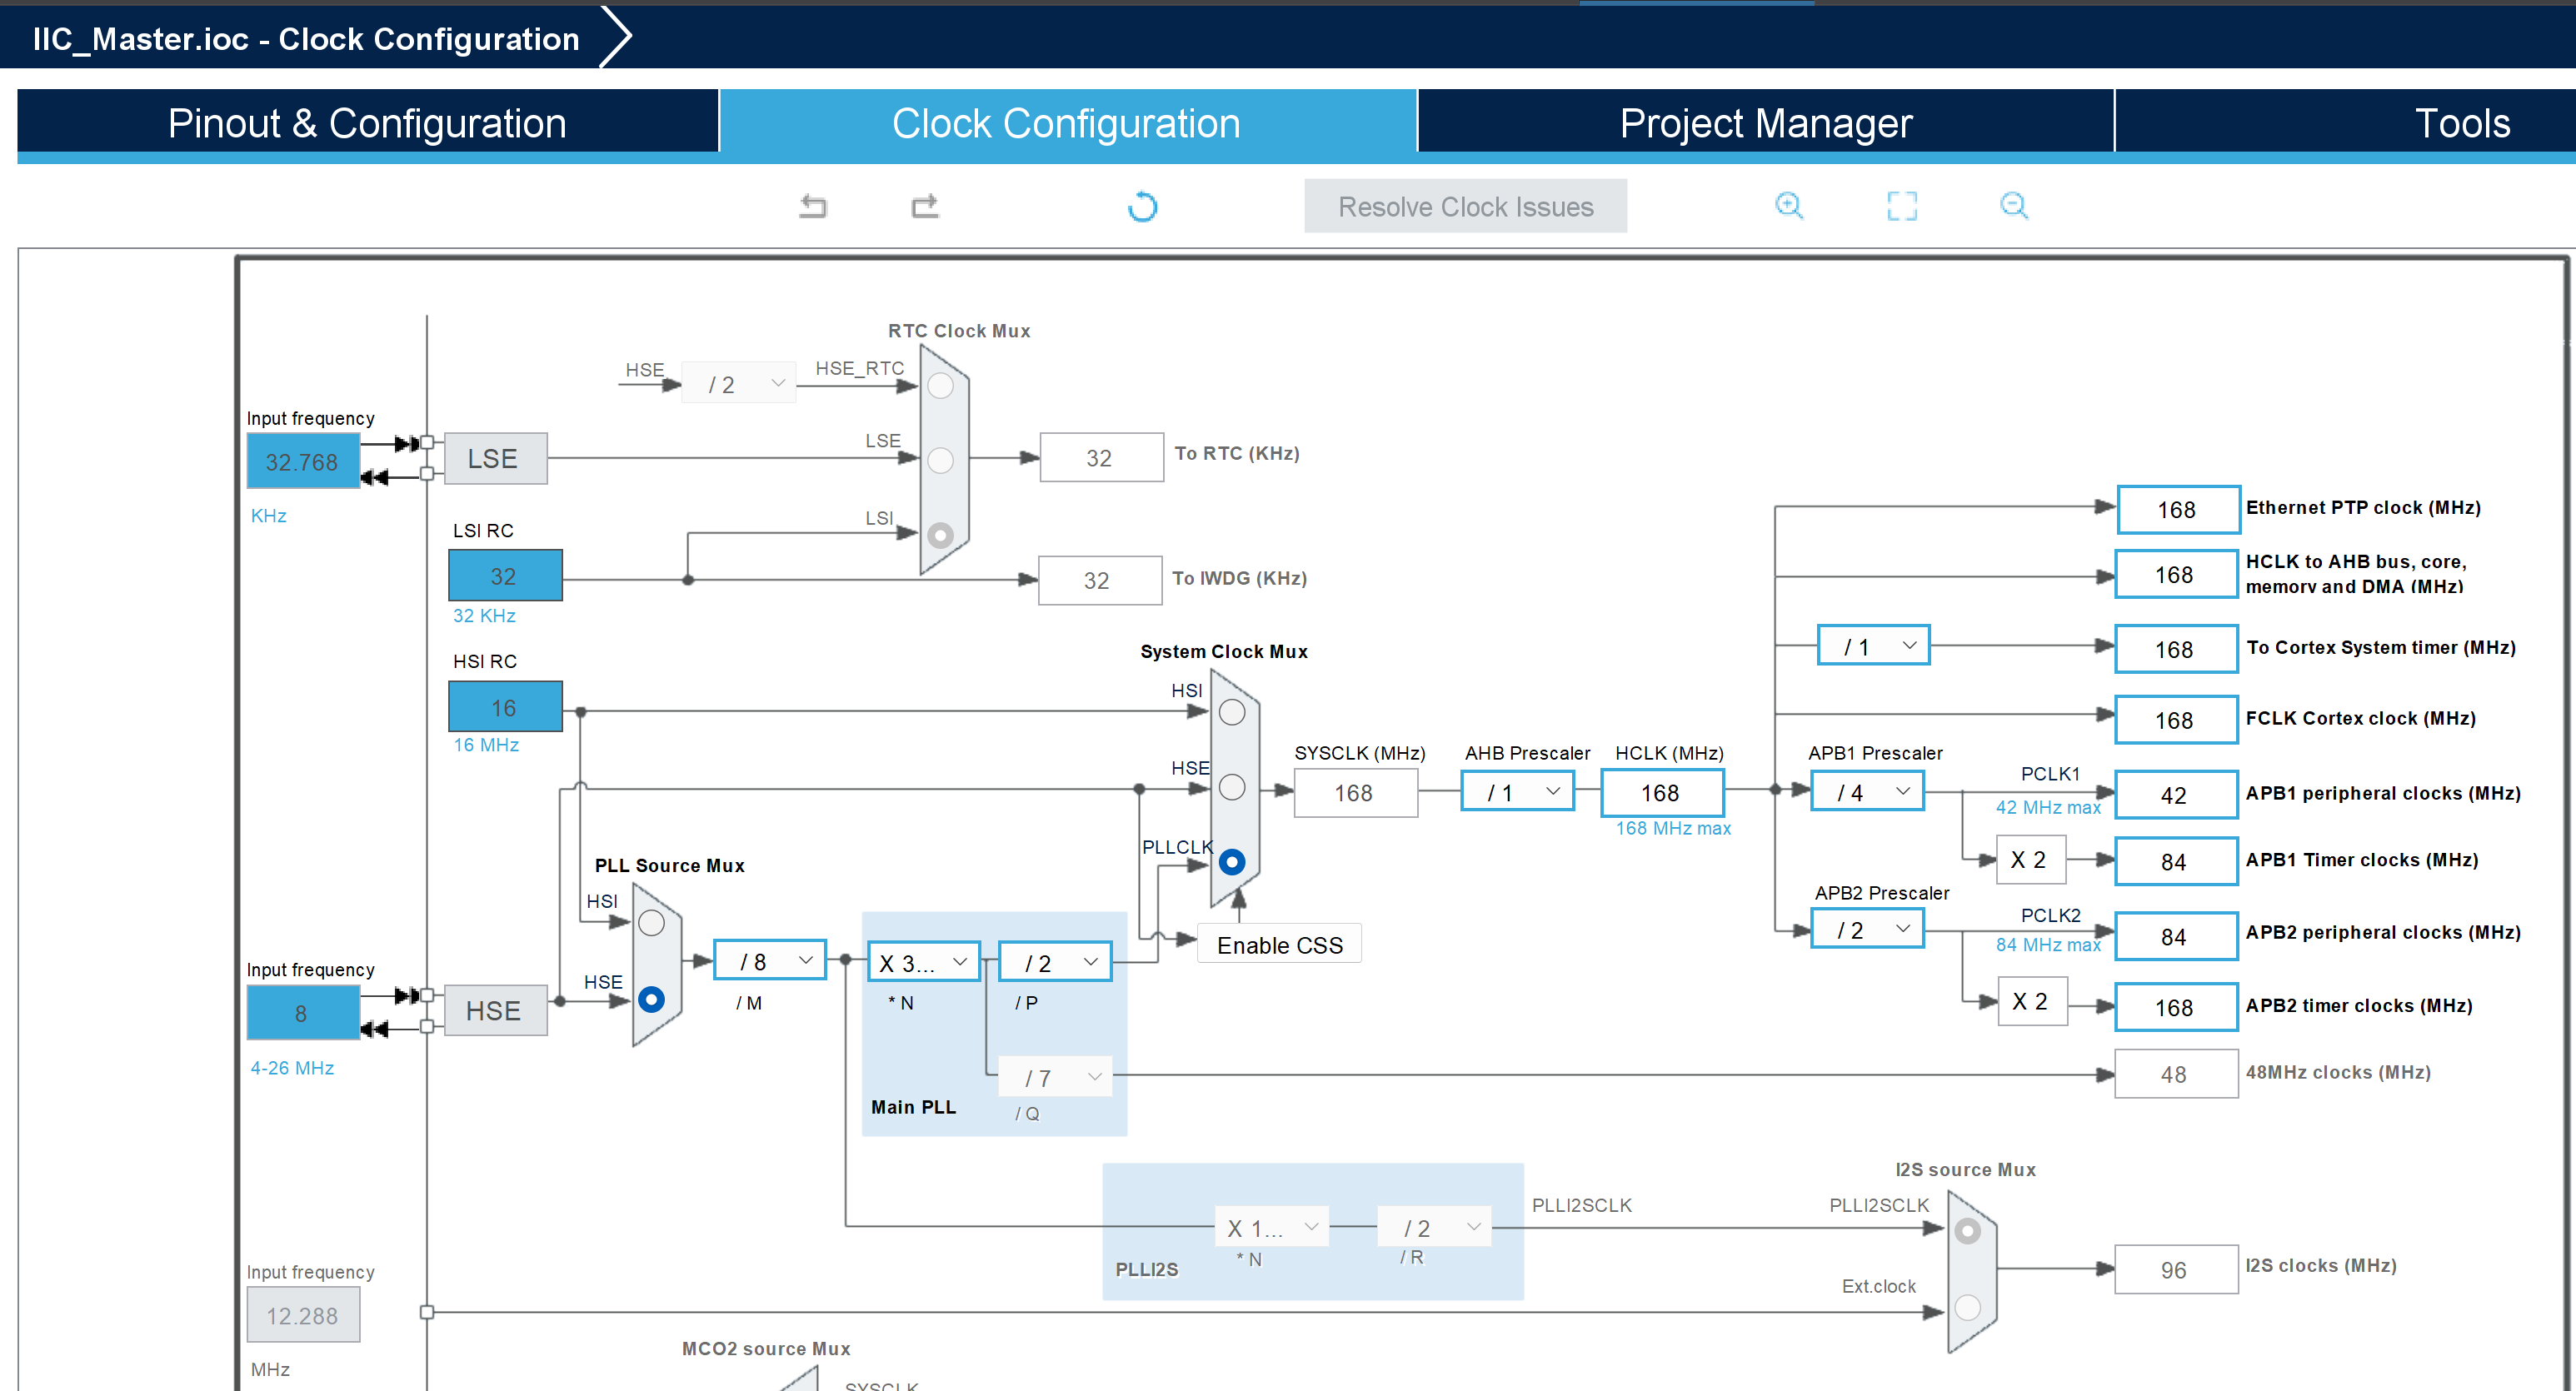 IIC_Master.ioc - Clock Configuration
Pinout & Configuration
Clock Configuration
Project Manager
Tools
Resolve Clock Issues
RTC Clock Mux
HSE
/ 2
HSE_RTC
Input frequency
32.768
KHz
LSE
LSE
32
To RTC (KHz)
LSI RC
32
32 KHz
LSI
32
To IWDG (KHz)
HSI RC
16
16 MHz
System Clock Mux
HSI
HSE
PLLCLK
SYSCLK (MHz)
168
AHB Prescaler
/ 1
HCLK (MHz)
168
168 MHz max
168
Ethernet PTP clock (MHz)
168
HCLK to AHB bus, core,
memory and DMA (MHz)
/ 1
168
To Cortex System timer (MHz)
168
FCLK Cortex clock (MHz)
APB1 Prescaler
/ 4
PCLK1
42 MHz max
42
APB1 peripheral clocks (MHz)
X 2
84
APB1 Timer clocks (MHz)
APB2 Prescaler
/ 2
PCLK2
84 MHz max
84
APB2 peripheral clocks (MHz)
X 2
168
APB2 timer clocks (MHz)
PLL Source Mux
HSI
HSE
Input frequency
8
4-26 MHz
HSE
/ 8
/ M
X 3...
* N
/ 2
/ P
Enable CSS
/ 7
/ Q
Main PLL
48
48MHz clocks (MHz)
X 1...
* N
/ 2
/ R
PLLI2S
PLLI2SCLK
I2S source Mux
PLLI2SCLK
Ext.clock
96
I2S clocks (MHz)
Input frequency
12.288
MHz
MCO2 source Mux
SYSCLK